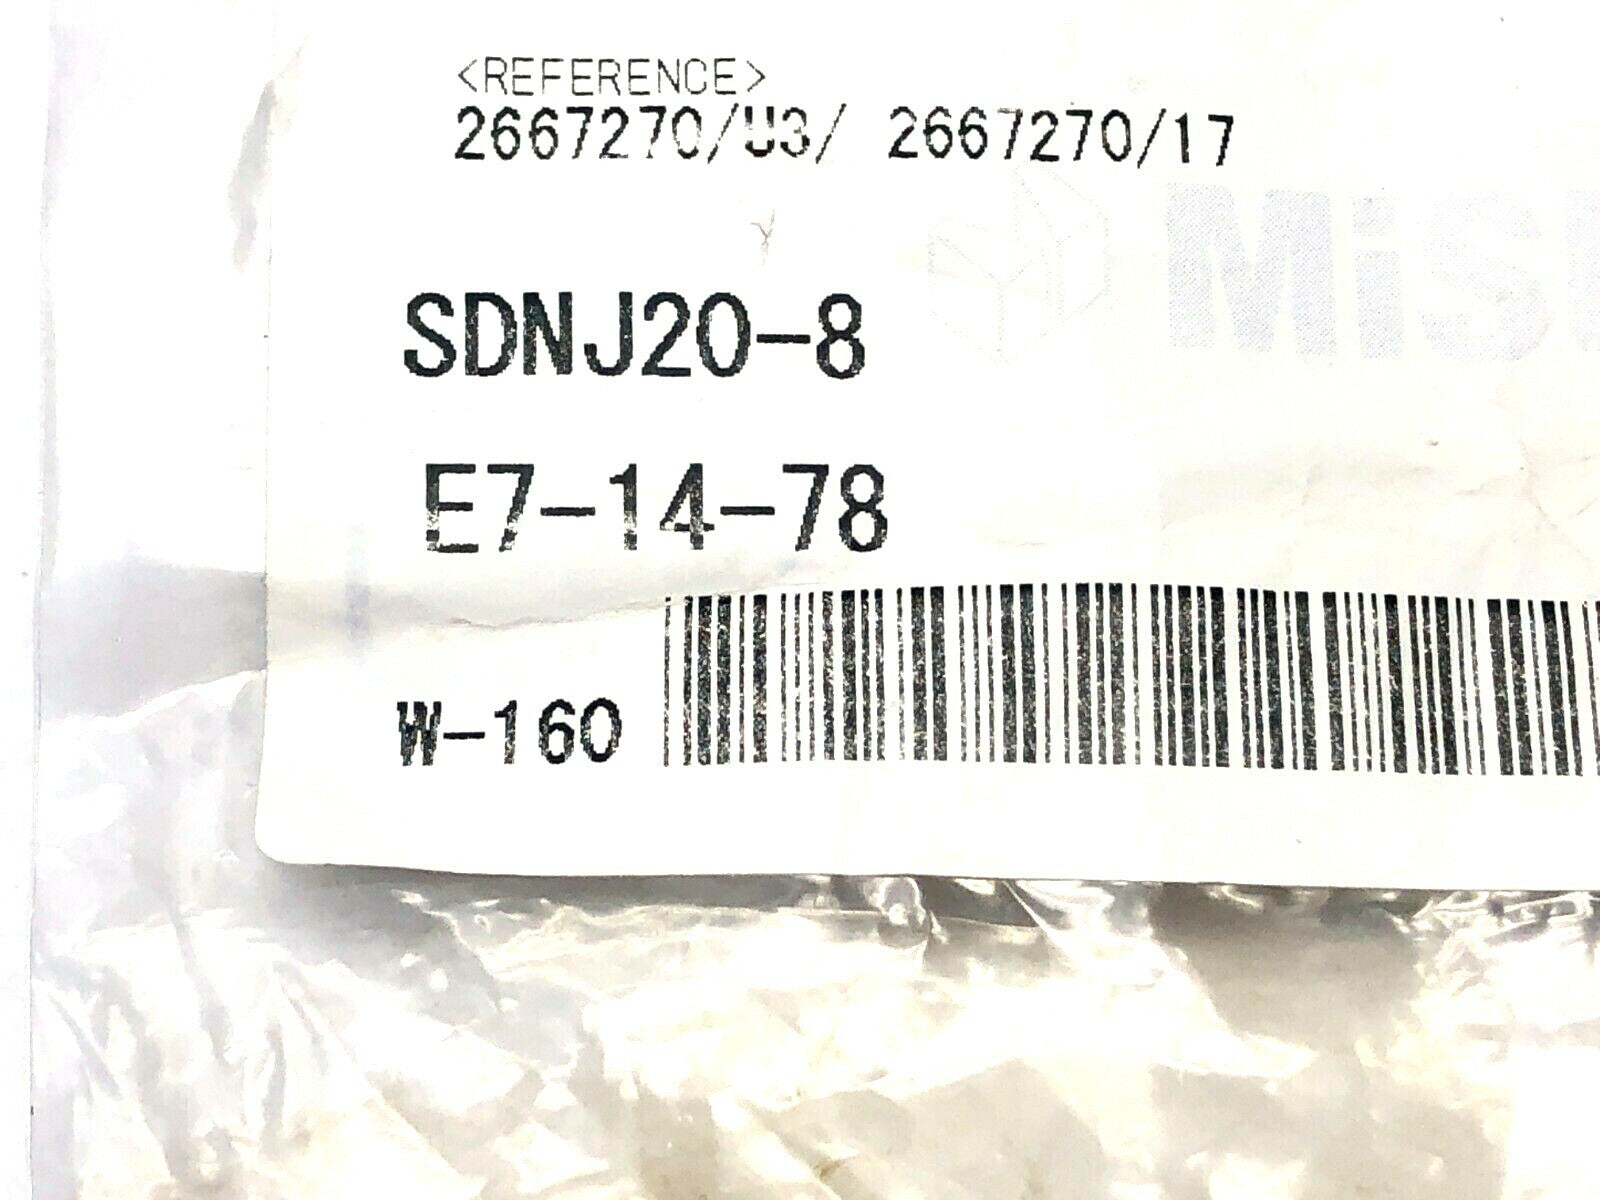 <REFERENCE>
2667270/U3/ 2667270/17
SDNJ20-8
E7-14-78
W-160